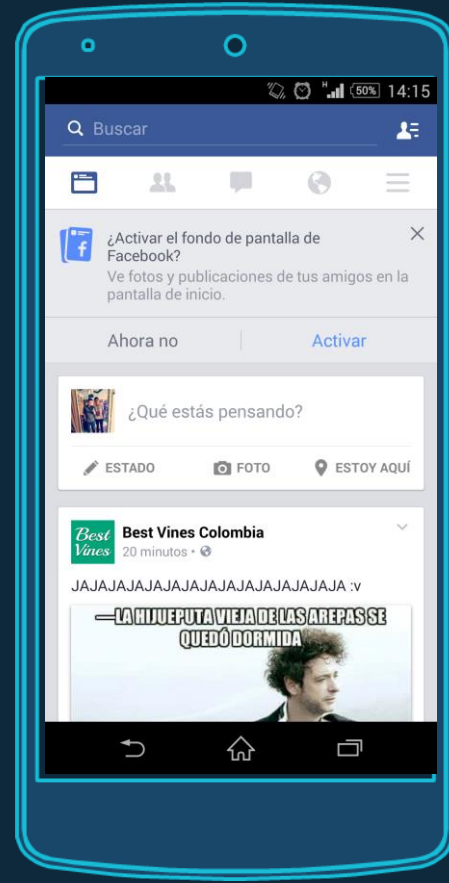 H 50% 14:15
Buscar
¿Activar el fondo de pantalla de
Facebook?
Ve fotos y publicaciones de tus amigos en la
pantalla de inicio.
Ahora no Activar
¿Qué estás pensando?
ESTADO FOTO ESTOY AQUÍ
Best
Vines
Best Vines Colombia
20 minutos •
JAJAJAJAJAJAJAJAJAJAJAJAJAJAJA :v
—LA HIJUEPUTA VIEJA DE LAS AREPAS SE
QUEDÓ DORMIDA